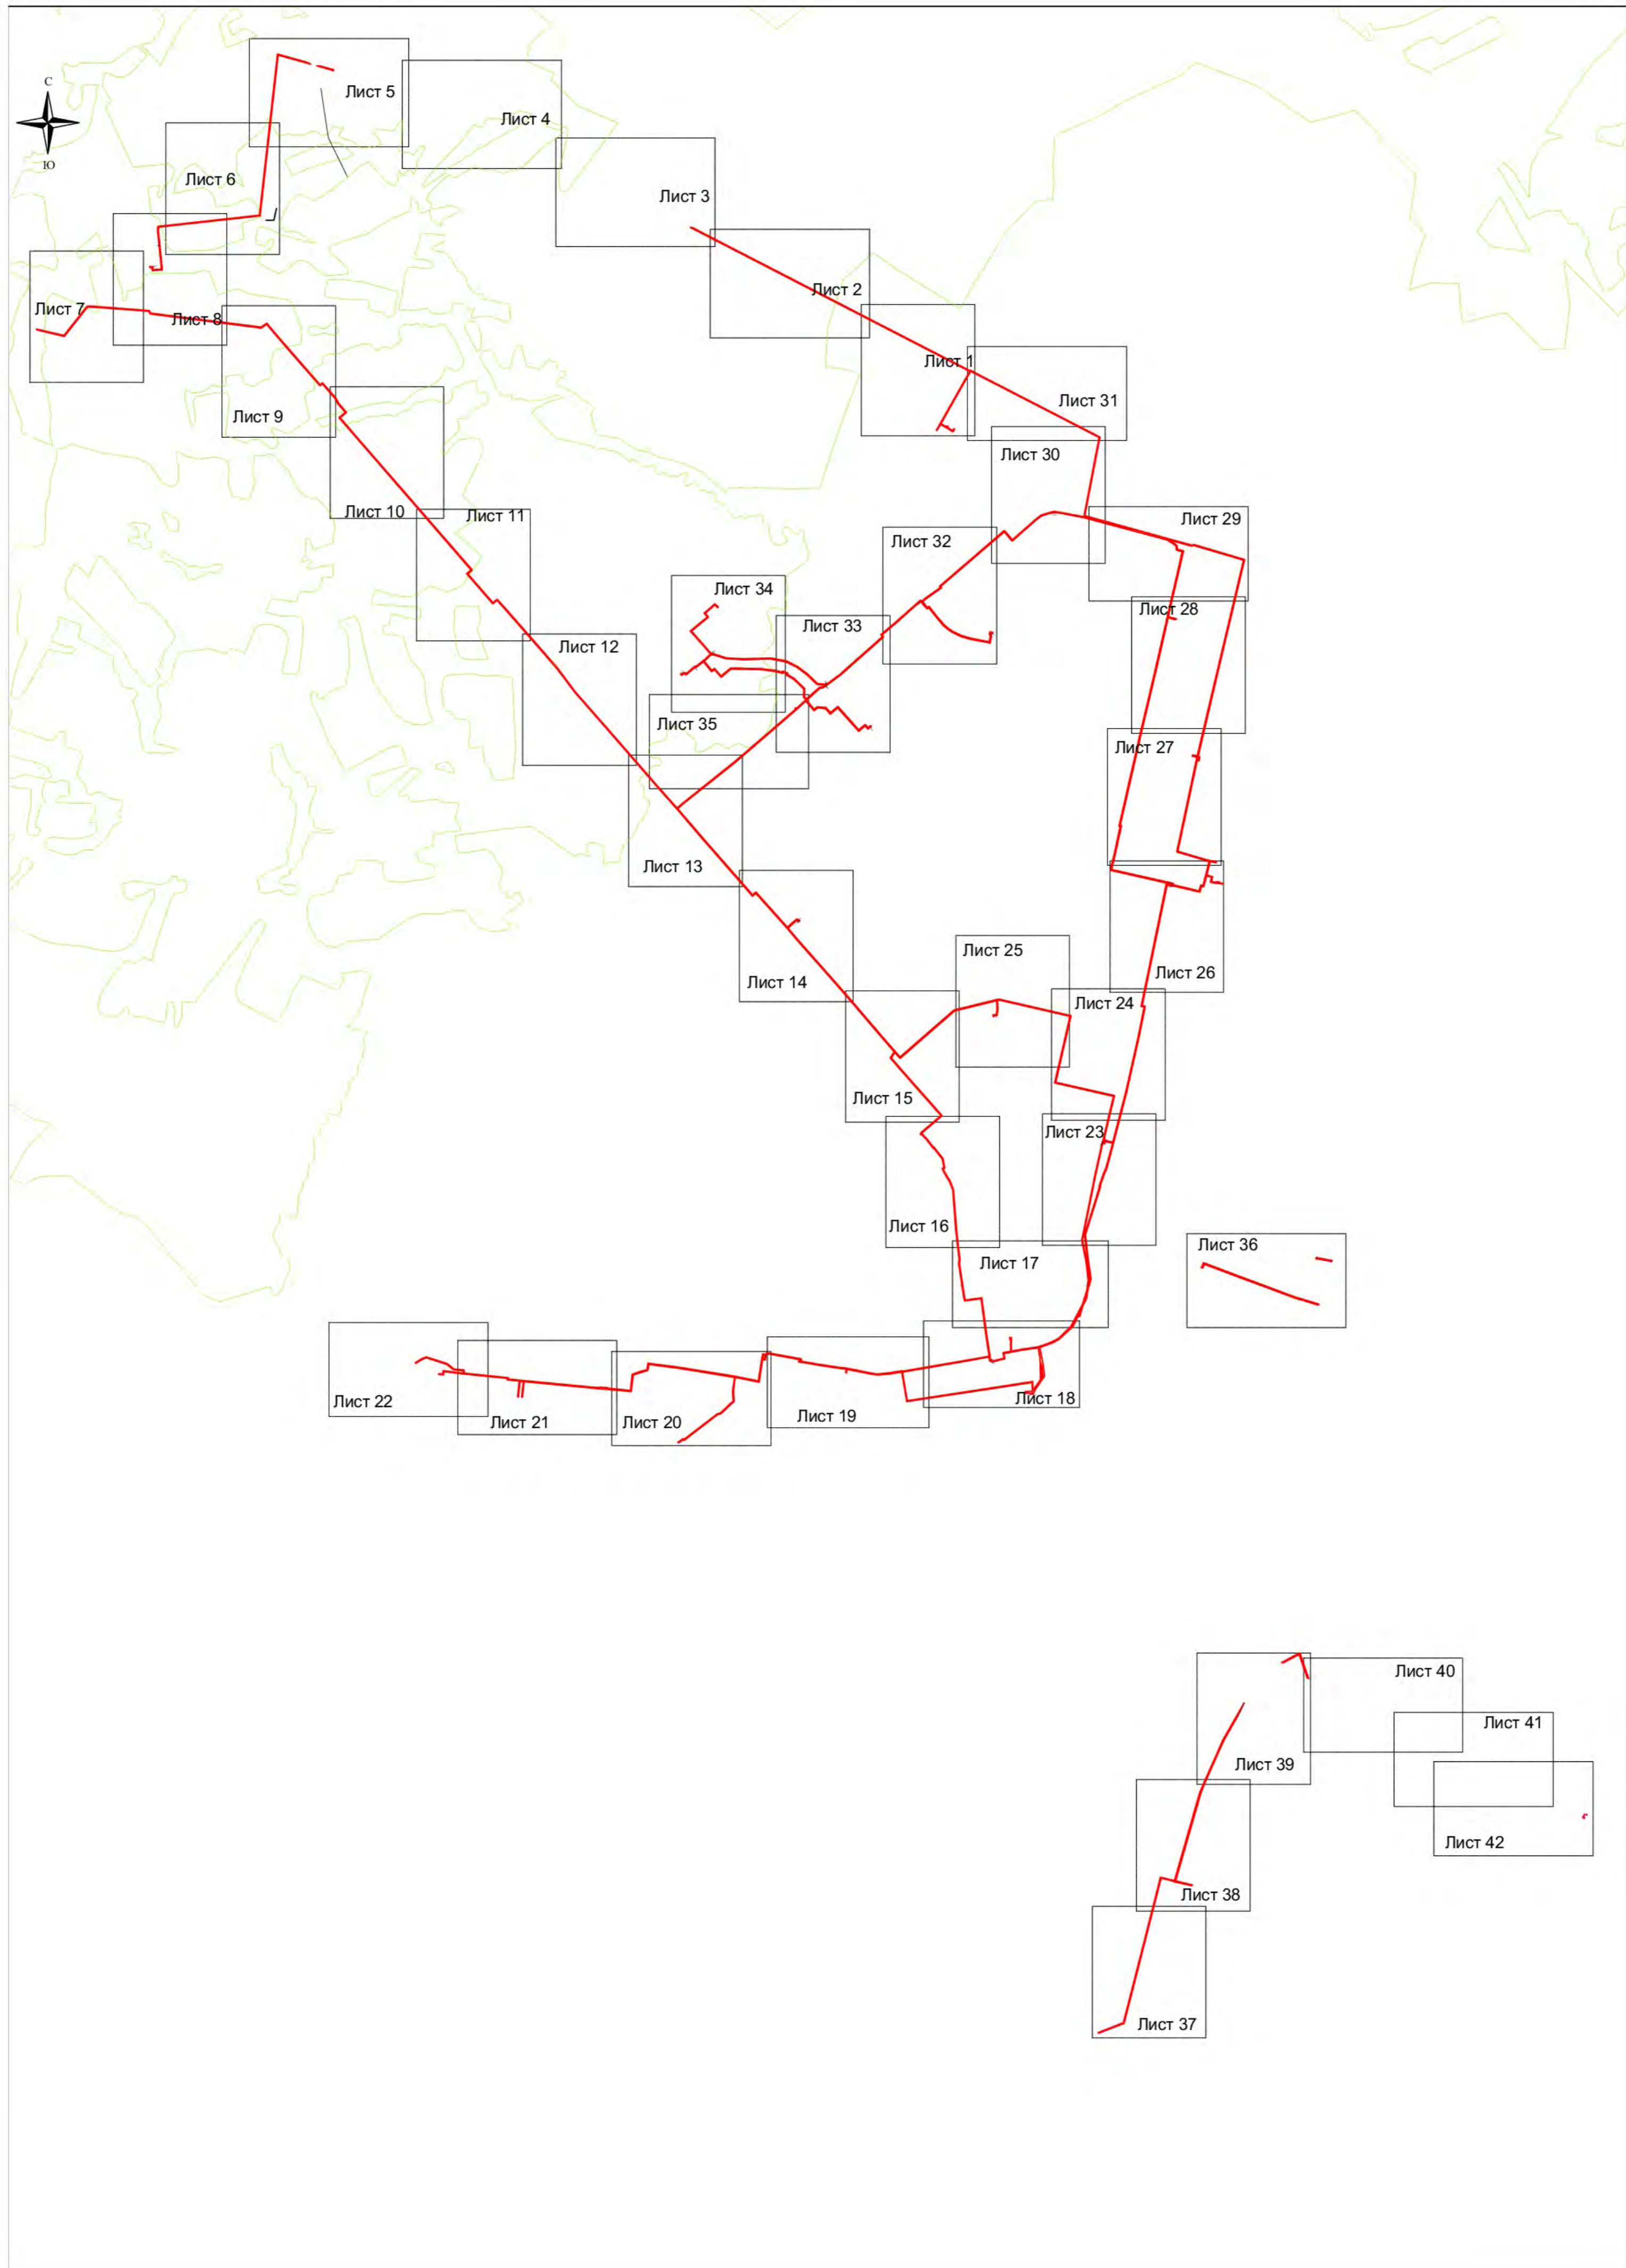 С
Ю
Лист 5
Лист 4
Лист 6
Лист 3
Лист 2
Лист 7
Лист 8
Лист 1
Лист 31
Лист 9
Лист 30
Лист 10
Лист 11
Лист 29
Лист 32
Лист 34
Лист 28
Лист 33
Лист 12
Лист 35
Лист 27
Лист 13
Лист 25
Лист 26
Лист 14
Лист 24
Лист 15
Лист 23
Лист 16
Лист 36
Лист 17
Лист 22
Лист 18
Лист 19
Лист 21
Лист 20
Лист 40
Лист 41
Лист 39
Лист 42
Лист 38
Лист 37